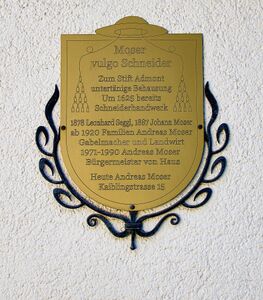 Moser
vulgo Schneider
Zum Stift Admont
untertänige Behausung
Um 1625 bereits
Schneiderhandwerk
1878 Leonhard Seggl, 1887 Johann Moser
ab 1920 Familien Andreas Moser
Gabelmacher und Landwirt
1971-1990 Andreas Moser
Bürgermeister von Haus
Heute Andreas Moser
Kaiblingstrasse 15